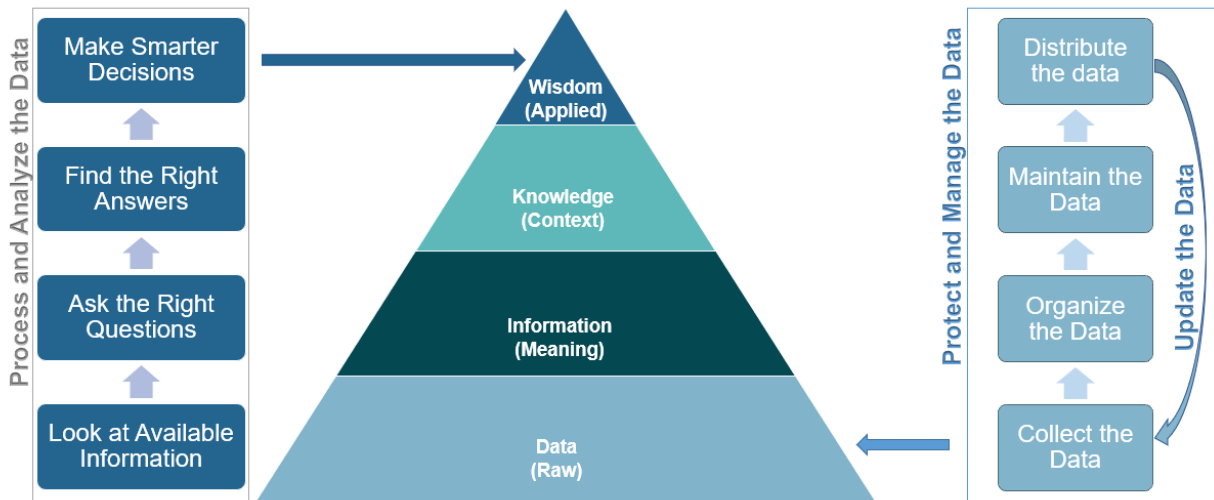 Process and Analyze the Data
Make Smarter
Decisions
Find the Right
Answers
Ask the Right
Questions
Look at Available
Information
Wisdom
(Applied)
Knowledge
(Context)
Information
(Meaning)
Data
(Raw)
Protect and Manage the Data
Distribute
the data
Maintain the
Data
Organize
the Data
Collect the
Data
Update the Data